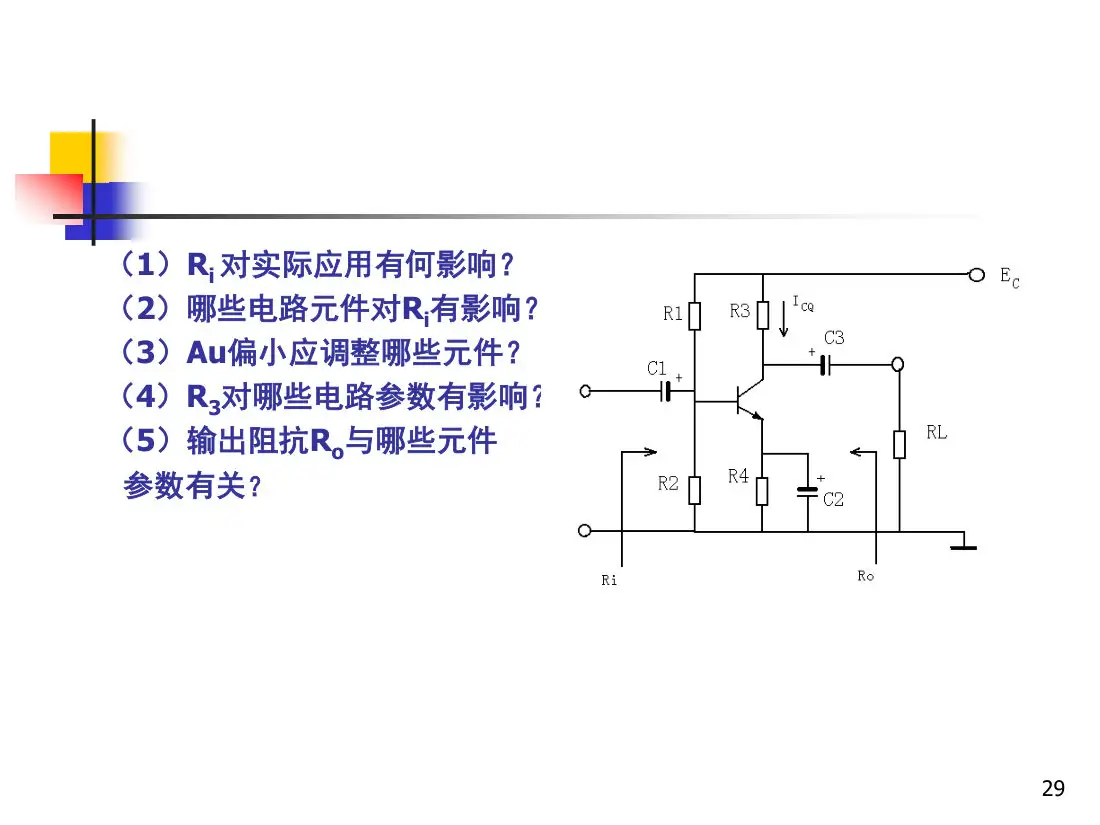 （1）Ri 对实际应用有何影响？
（2）哪些电路元件对Ri有影响？
（3）Au偏小应调整哪些元件？
（4）R3对哪些电路参数有影响？
（5）输出阻抗Ro与哪些元件
参数有关？
EC
R1
R3
ICQ
C3
+
C1
+
RL
R2
R4
+
C2
Ri
Ro
29